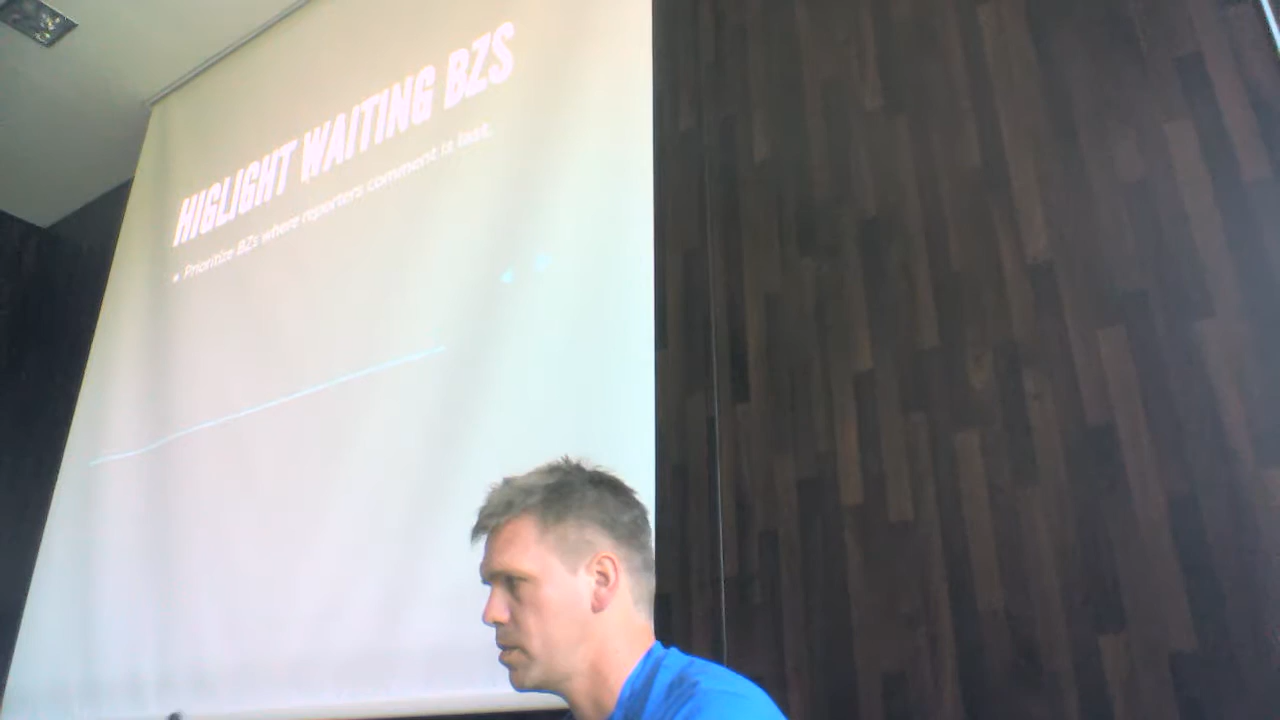 HIGLIGHT WAITING BZS
• Prioritize BZs where reporters comment is last.